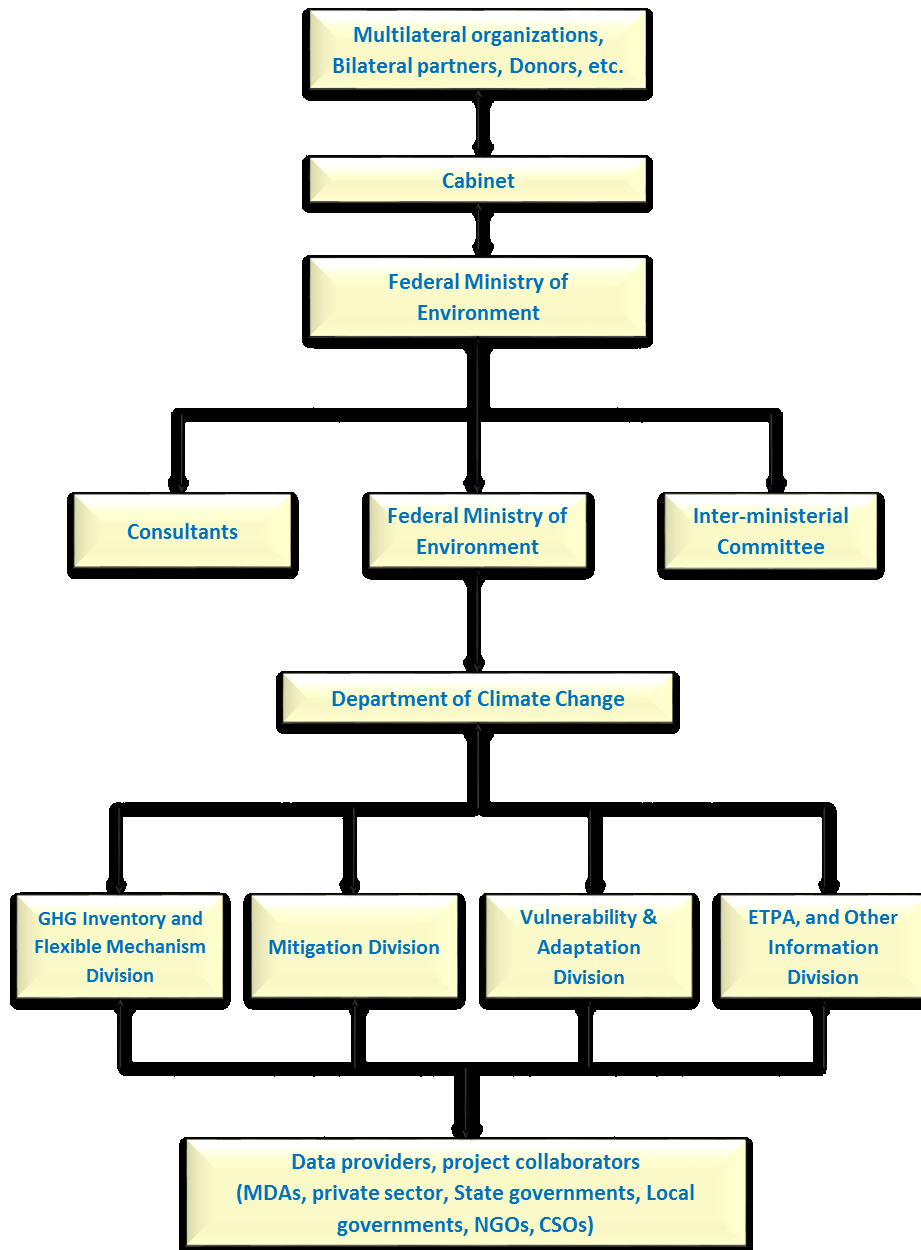 Multilateral organizations,
Bilateral partners, Donors, etc.
Cabinet
Federal Ministry of
Environment
Consultants
Federal Ministry of
Environment
Inter-ministerial
Committee
Department of Climate Change
GHG Inventory and
Flexible Mechanism
Division
Mitigation Division
Vulnerability &
Adaptation
Division
ETPA, and Other
Information
Division
Data providers, project collaborators
(MDAs, private sector, State governments, Local
governments, NGOs, CSOs)